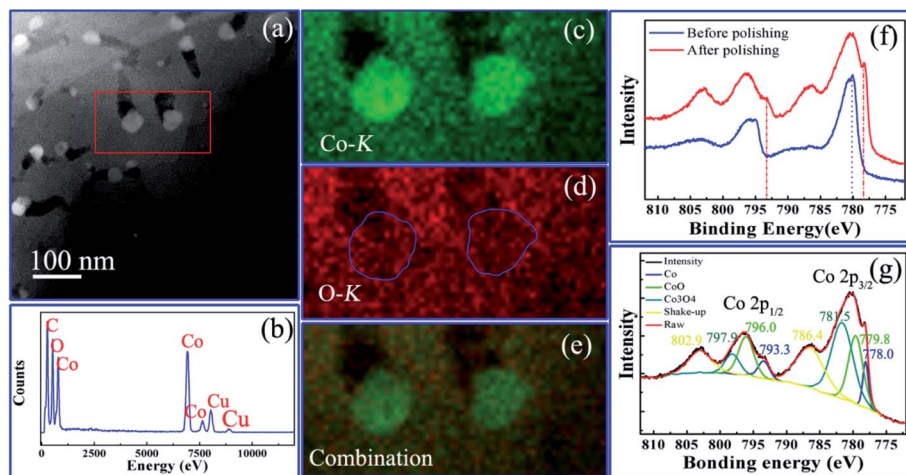 (a)
100 nm
(b)
C
O
Co
Co
Co
Cu
Cu
Counts
0 2500 5000 7500 10000
Energy (eV)
(c)
Co-K
(d)
O-K
(e)
Combination
(f)
Before polishing
After polishing
Intensity
810 805 800 795 790 785 780 775
Binding Energy(eV)
(g)
Intensity
Co
CoO
Co3O4
Shake-up
Raw
Co 2p1/2
Co 2p3/2
802.9
797.9
796.0
793.3
786.4
781.5
779.8
778.0
Intensity
810 805 800 795 790 785 780 775
Bonding energy(eV)